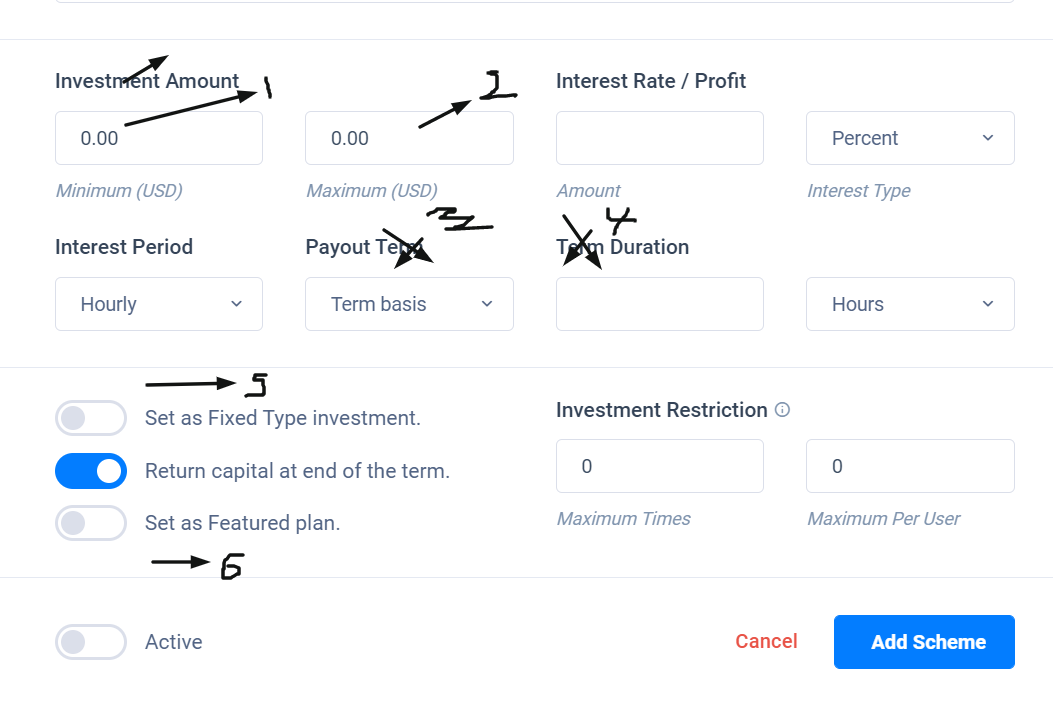 Investment Amount 1 2 Interest Rate / Profit
0.00 0.00 Percent
Minimum (USD) Maximum (USD) Amount Interest Type
3 4
Interest Period Payout Term Term Duration
Hourly Term basis Hours
5
Set as Fixed Type investment. Investment Restriction
Return capital at end of the term. 0 0
Set as Featured plan. Maximum Times Maximum Per User
6
Active Cancel Add Scheme